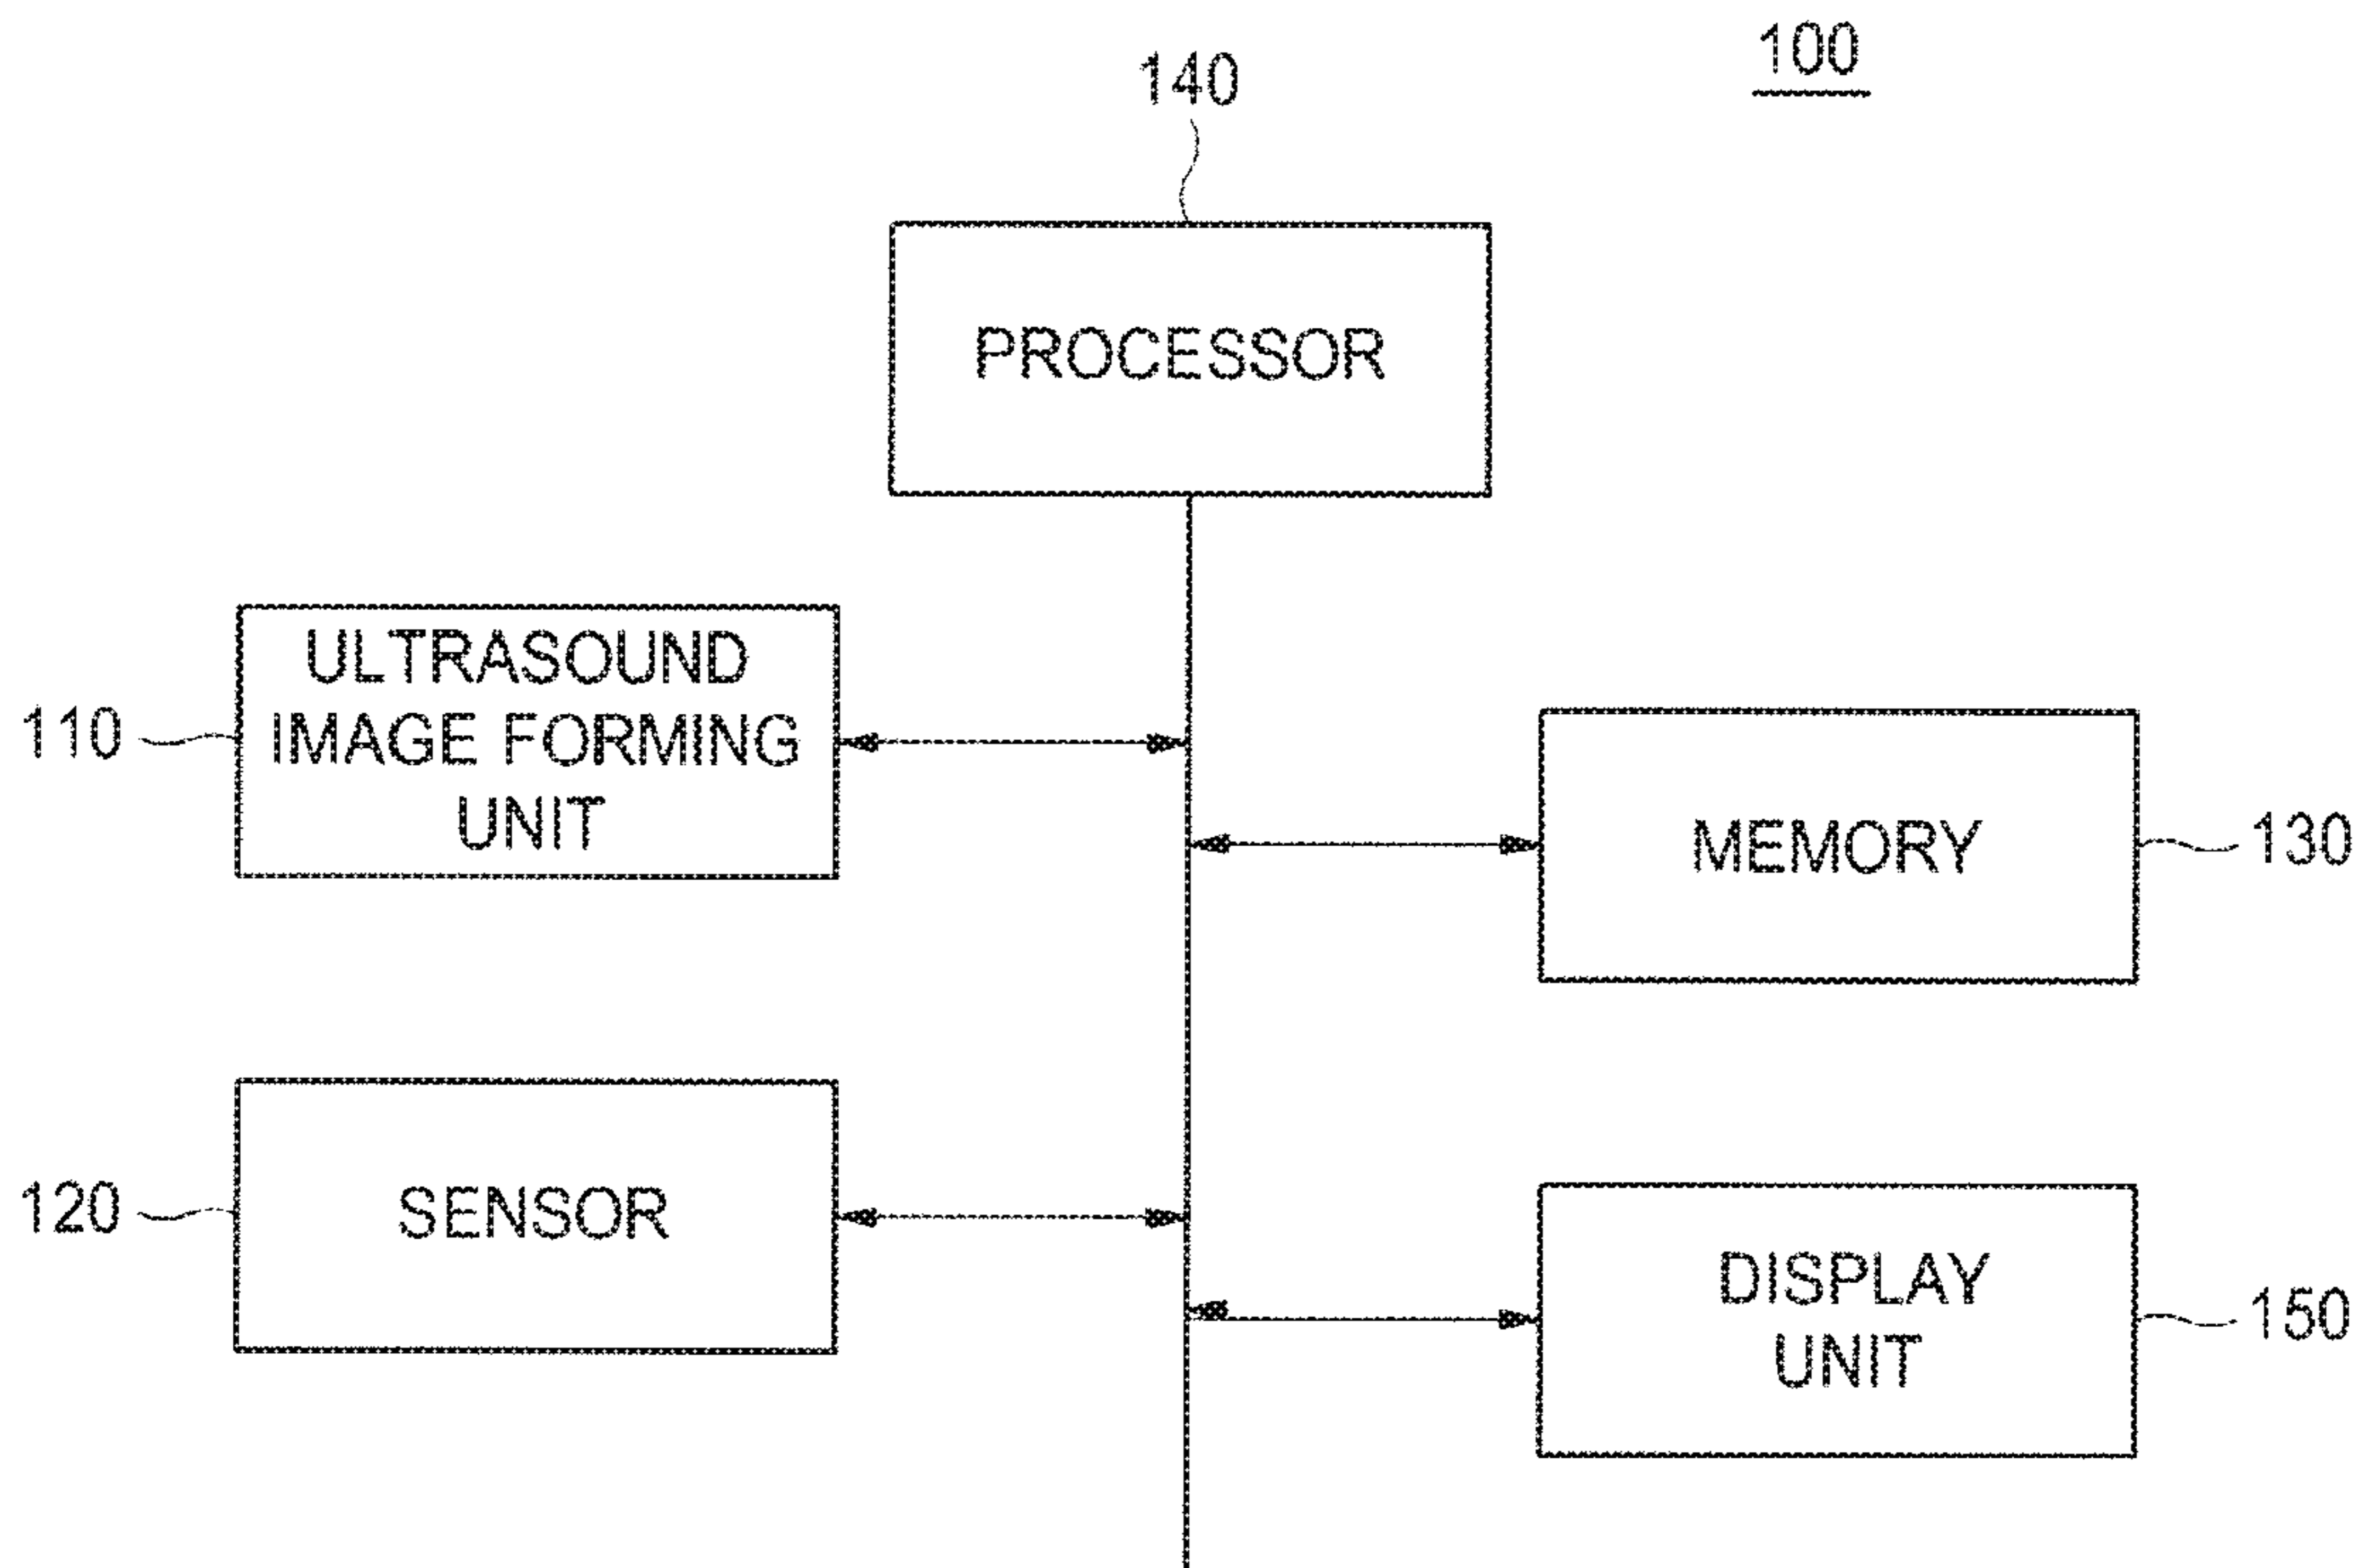 100
140
PROCESSOR
110
ULTRASOUND
IMAGE FORMING
UNIT
MEMORY
130
120
SENSOR
DISPLAY
UNIT
150